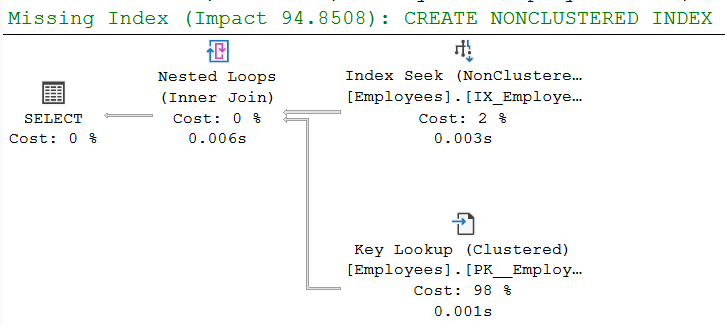 Missing Index (Impact 94.8508): CREATE NONCLUSTERED INDEX
SELECT
Cost: 0 %
Nested Loops
(Inner Join)
Cost: 0 %
0.006s
Index Seek (NonClustere…
[Employees].[IX_Employe…
Cost: 2 %
0.003s
Key Lookup (Clustered)
[Employees].[PK__Employ…
Cost: 98 %
0.001s